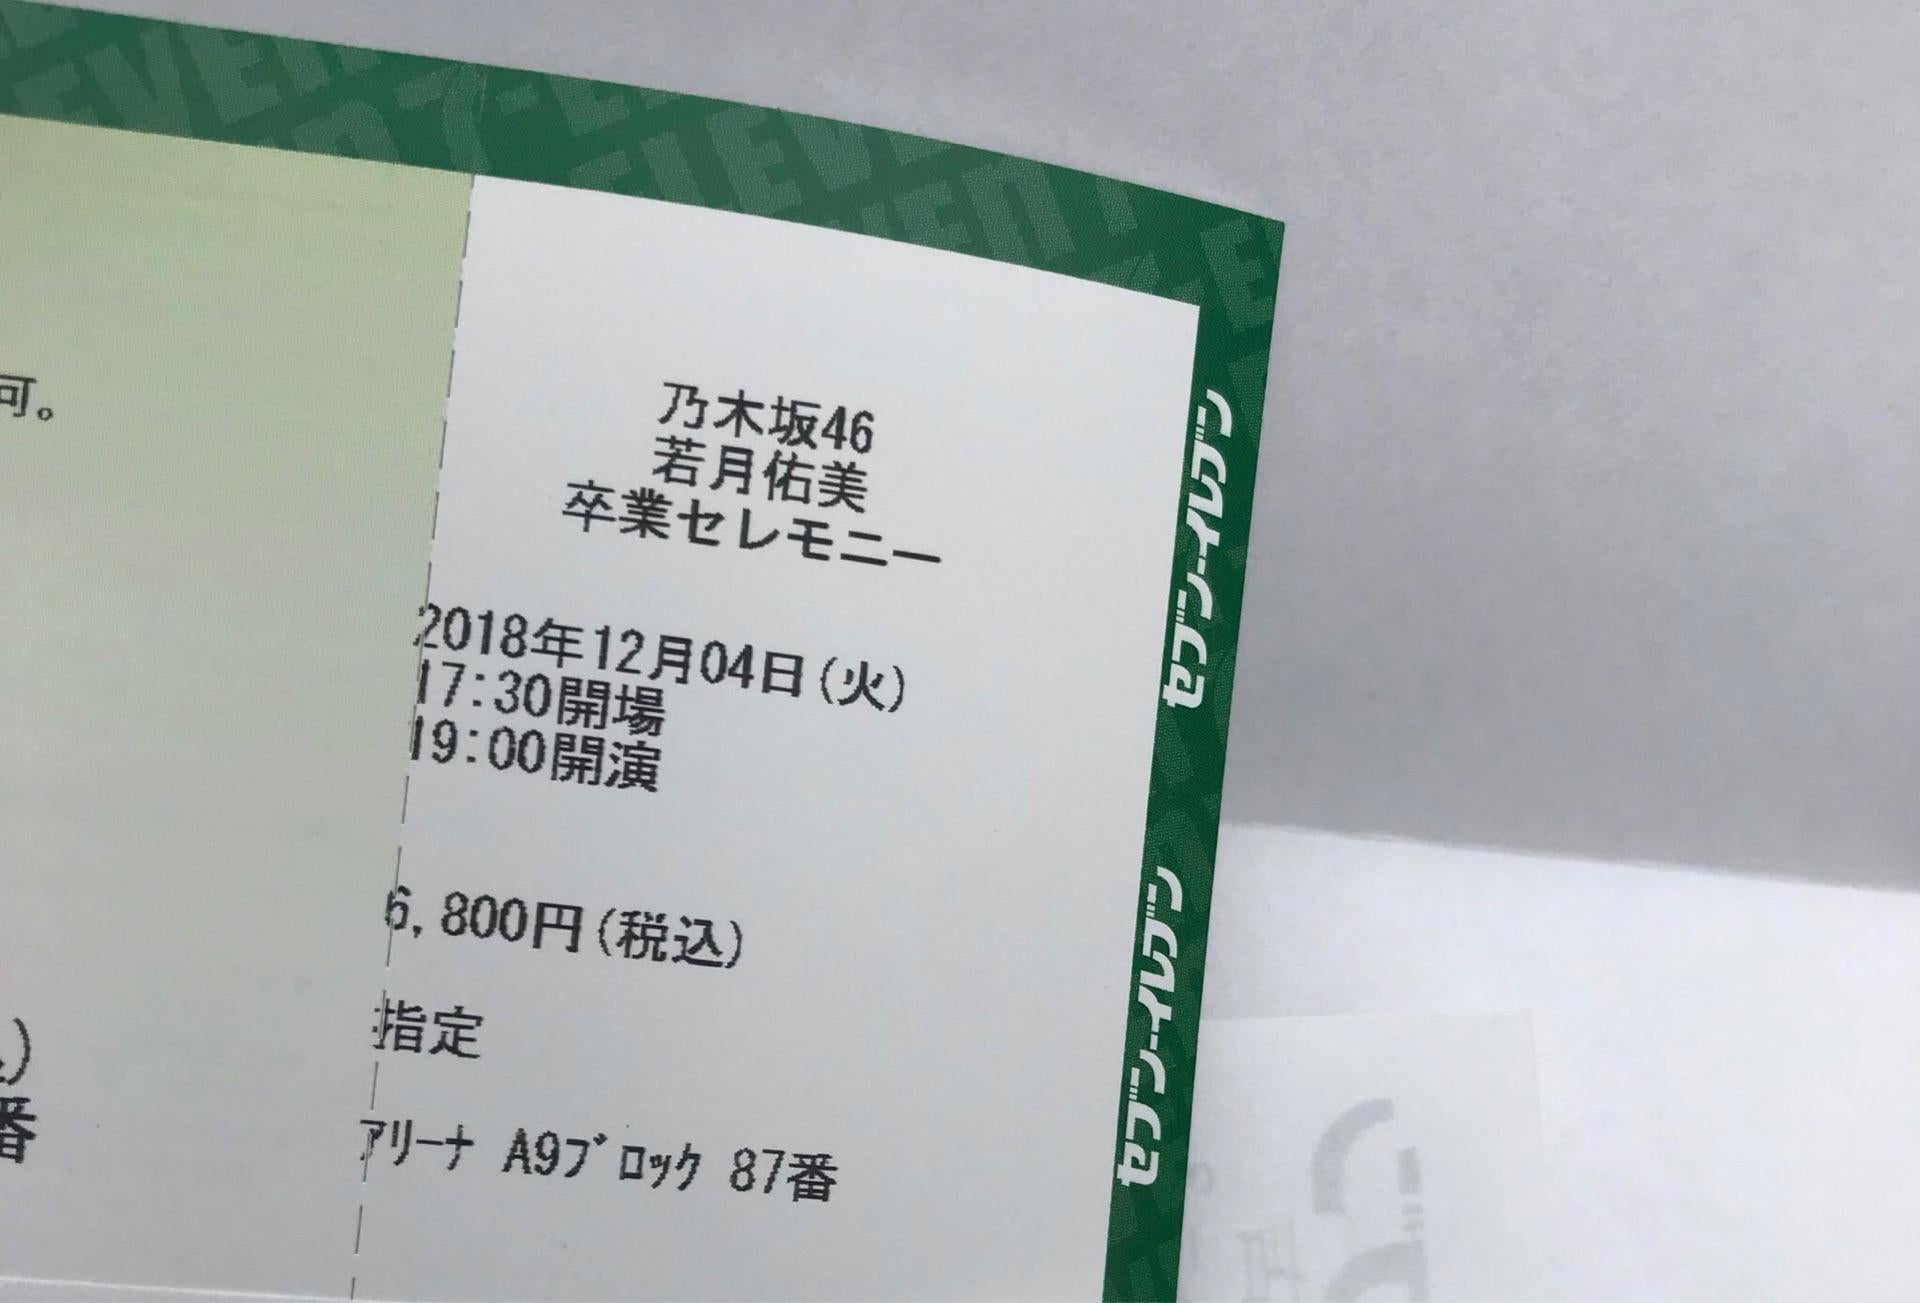 可。
乃木坂46
若月佑美
卒業セレモニー
2018年12月04日(火)
17:30開場
19:00開演
6,800円(税込)
指定
アリーナ A9ブロック 87番
番
セブン-イレブン
セブン-イレブン